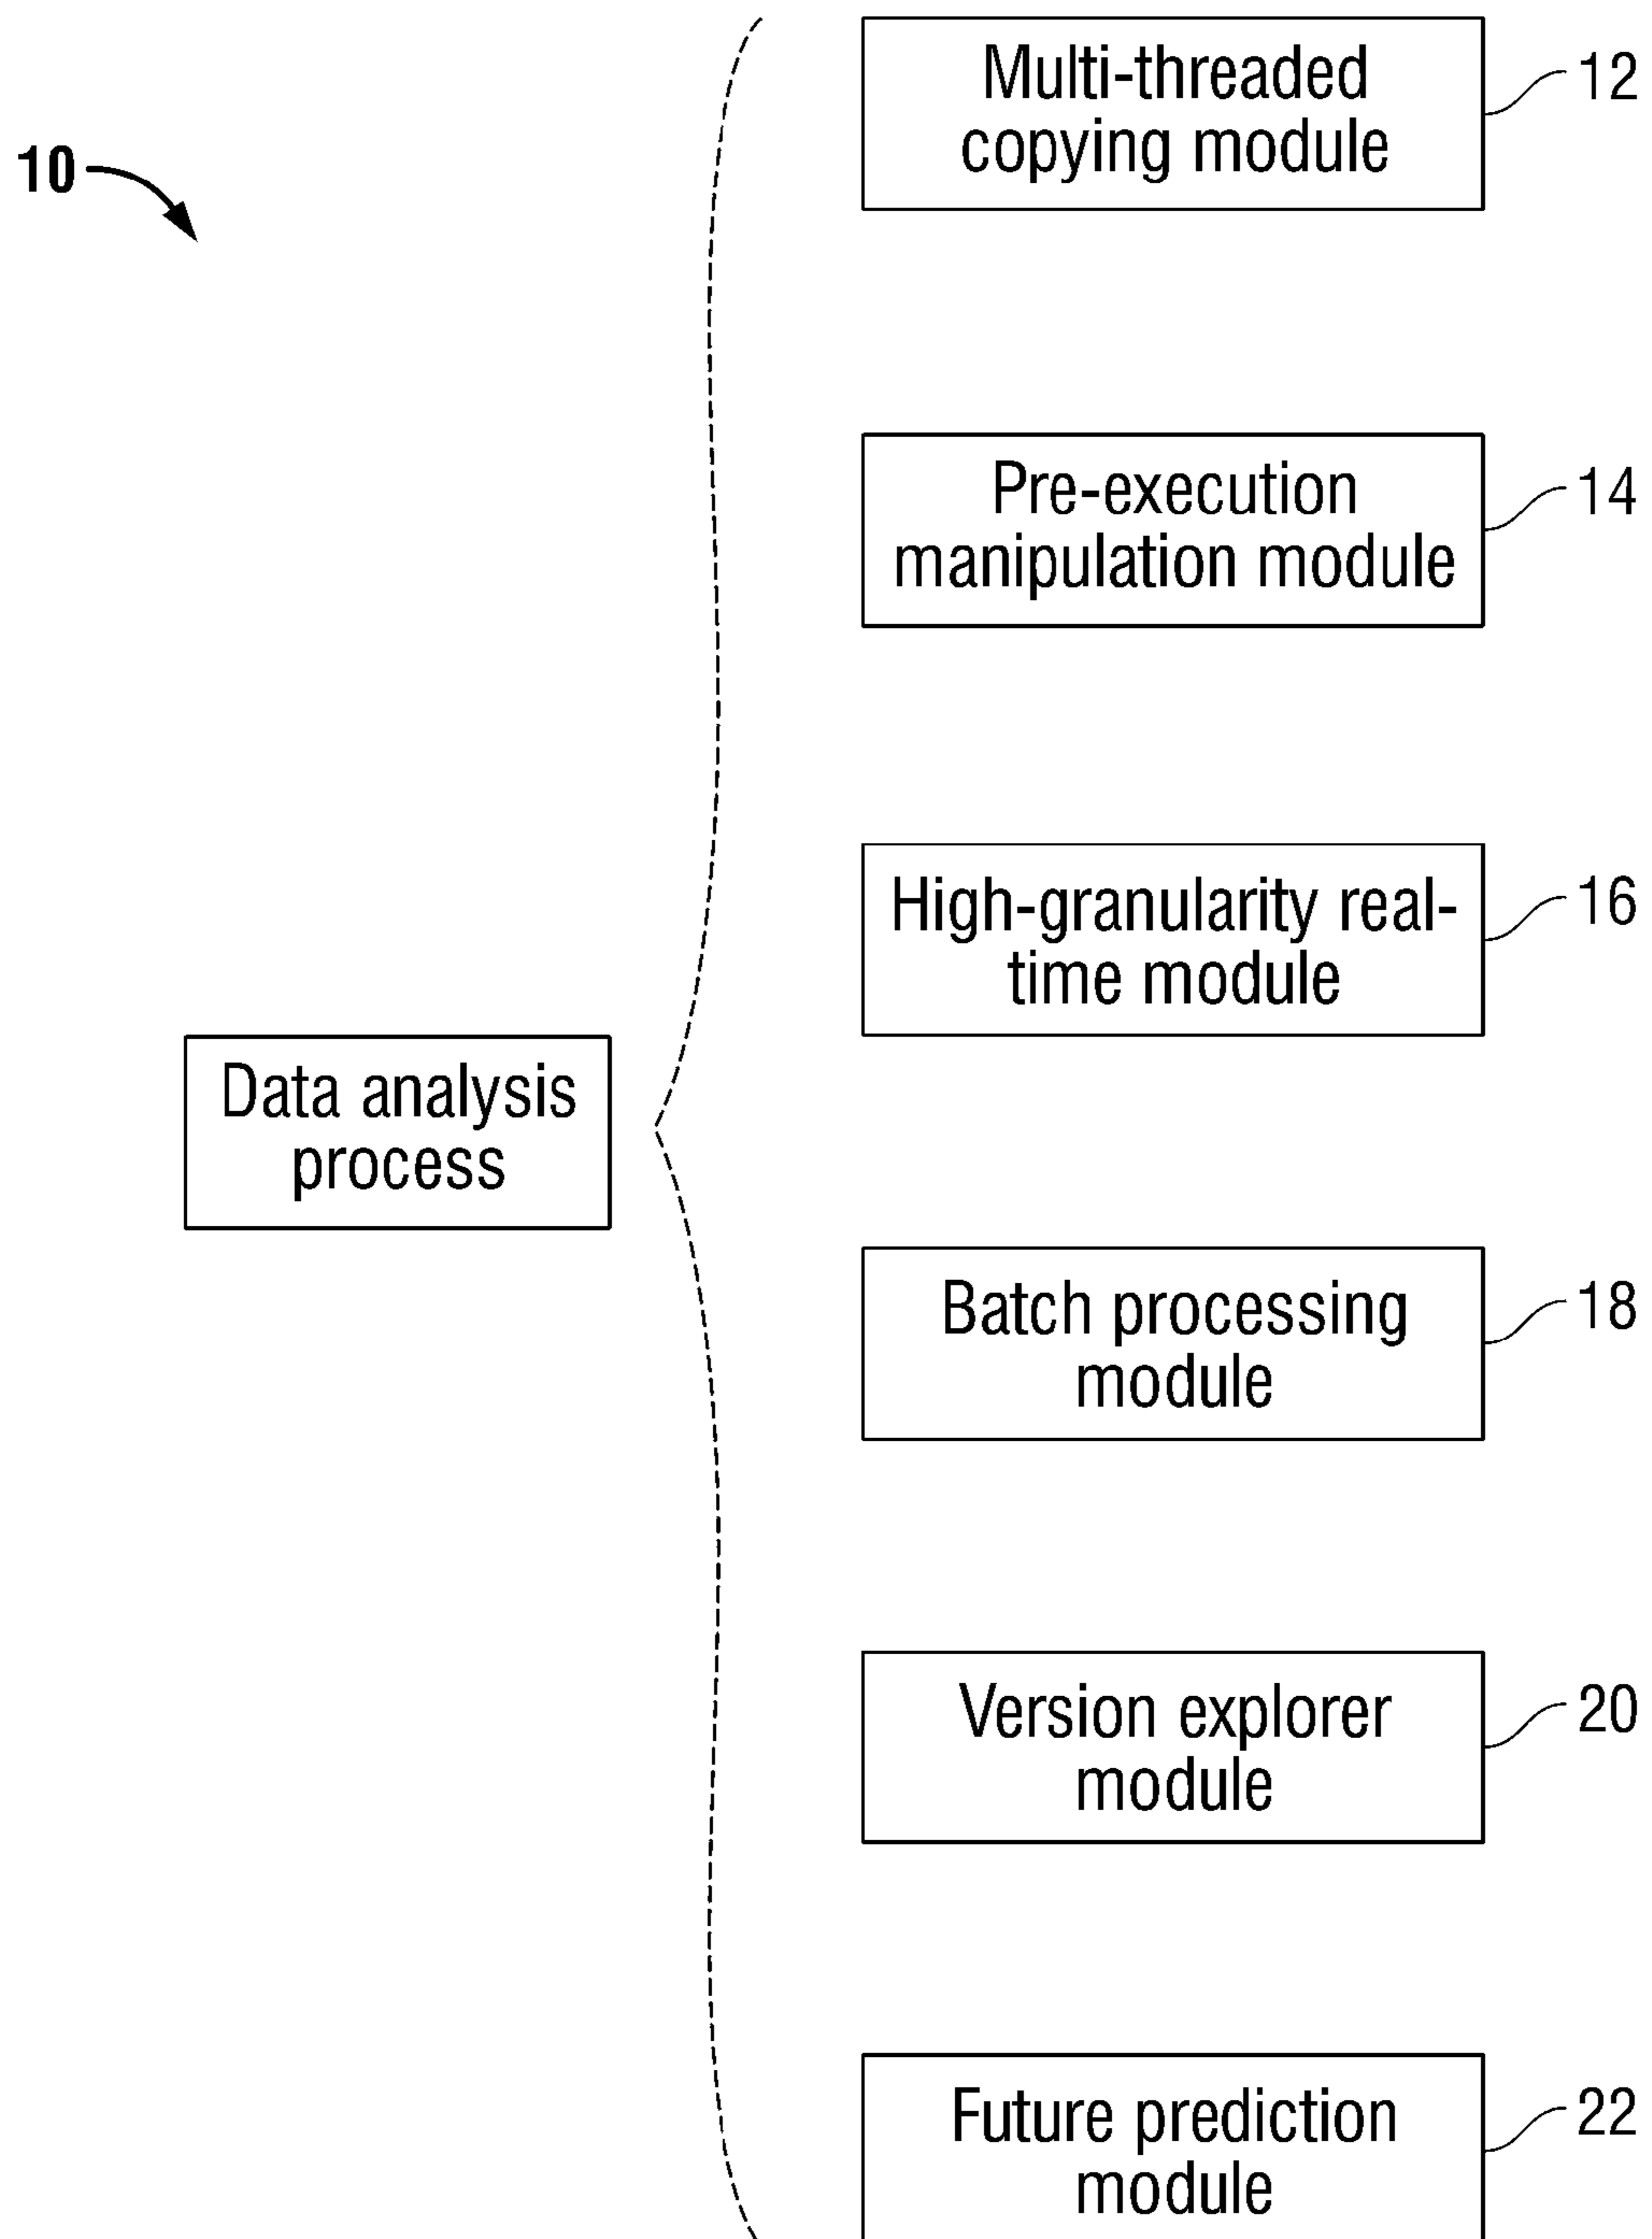 10
Data analysis
process
Multi-threaded
copying module
12
Pre-execution
manipulation module
14
High-granularity real-
time module
16
Batch processing
module
18
Version explorer
module
20
Future prediction
module
22